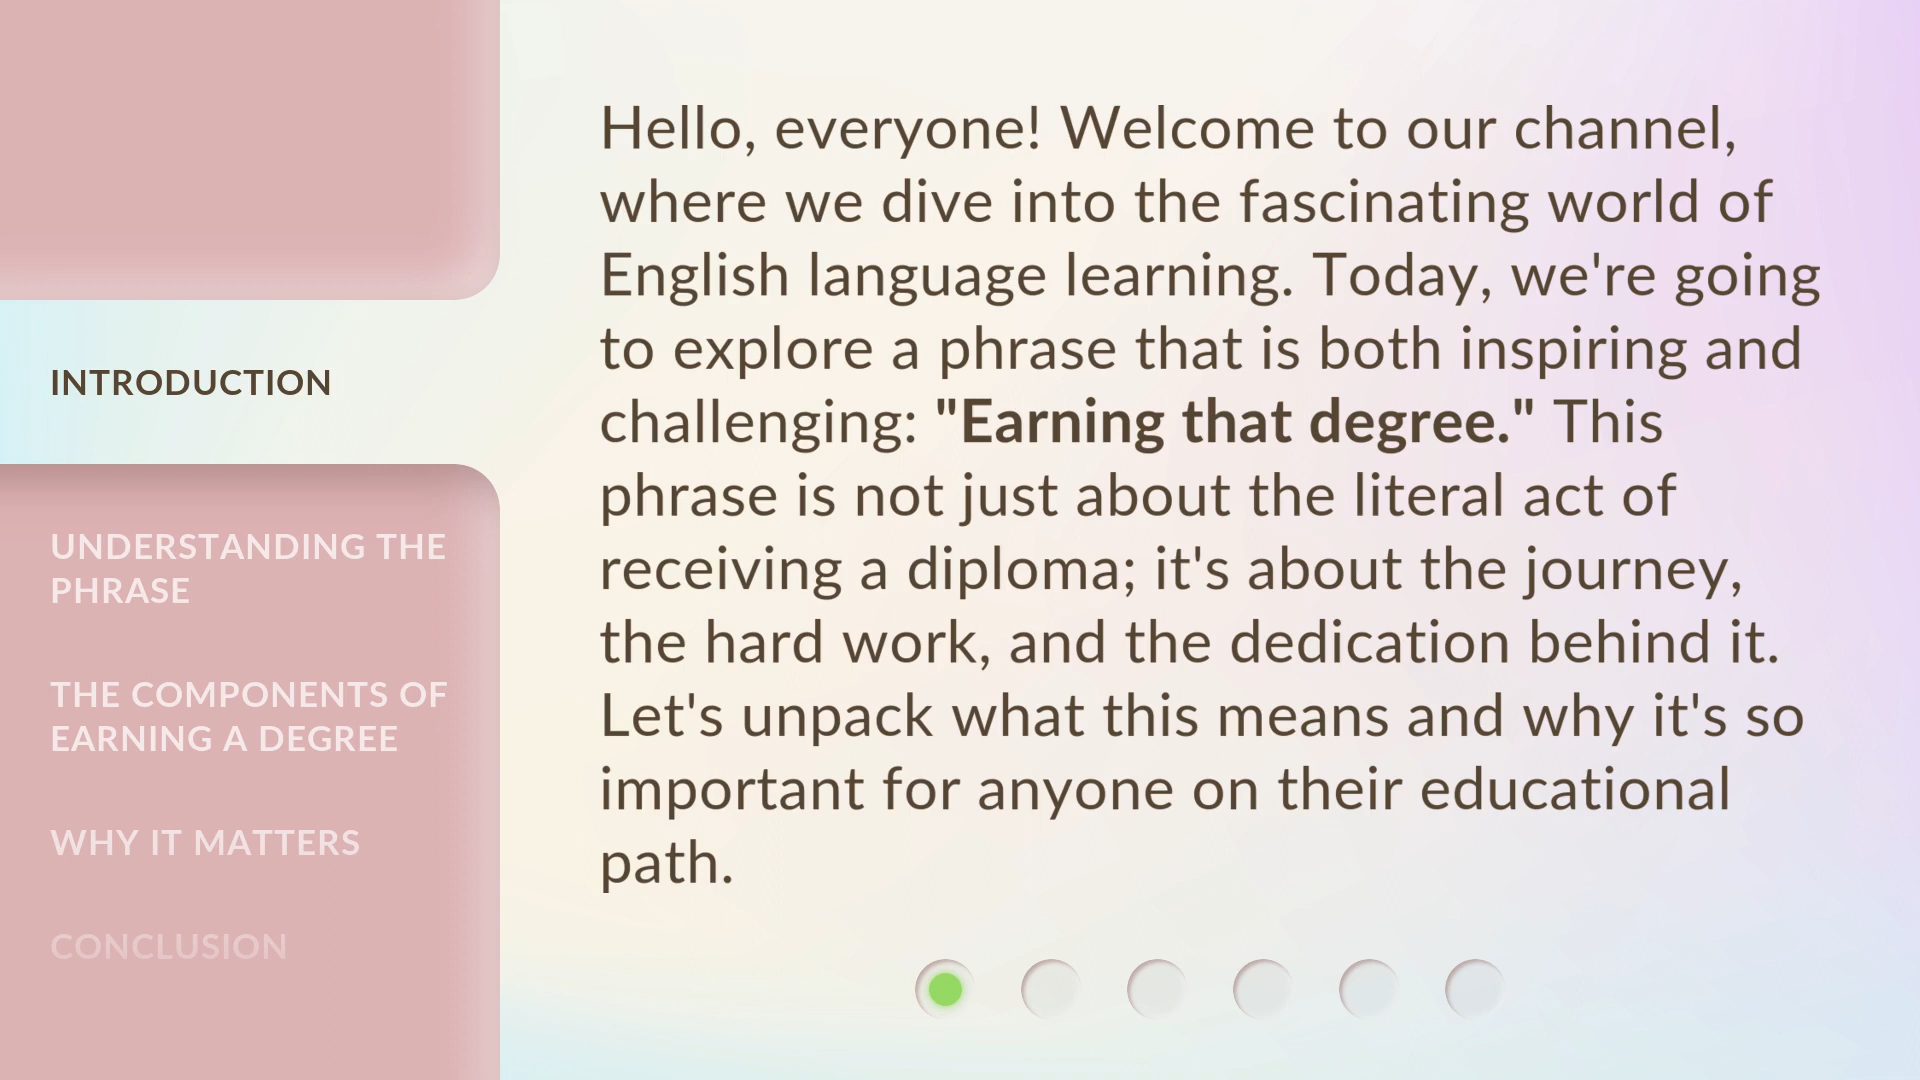 INTRODUCTION
UNDERSTANDING THE
PHRASE
THE COMPONENTS OF
EARNING A DEGREE
WHY IT MATTERS
CONCLUSION
Hello, everyone! Welcome to our channel,
where we dive into the fascinating world of
English language learning. Today, we're going
to explore a phrase that is both inspiring and
challenging: "Earning that degree." This
phrase is not just about the literal act of
receiving a diploma; it's about the journey,
the hard work, and the dedication behind it.
Let's unpack what this means and why it's so
important for anyone on their educational
path.